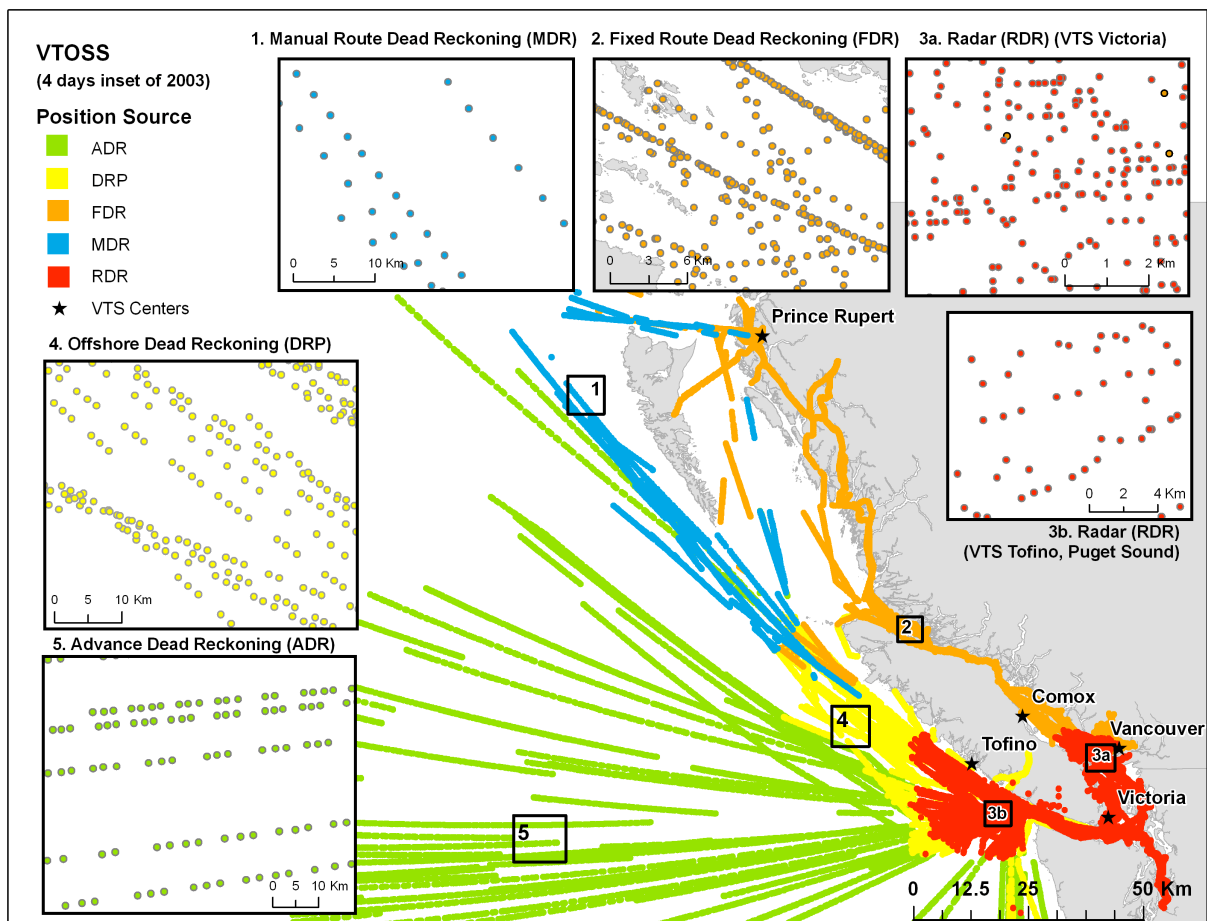 VTOSS
(4 days inset of 2003)
Position Source
ADR
DRP
FDR
MDR
RDR
VTS Centers
1. Manual Route Dead Reckoning (MDR)
0 5 10 Km
2. Fixed Route Dead Reckoning (FDR)
0 3 6 Km
3a. Radar (RDR) (VTS Victoria)
0 1 2 Km
0 2 4 Km
3b. Radar (RDR)
(VTS Tofino, Puget Sound)
4. Offshore Dead Reckoning (DRP)
0 5 10 Km
5. Advance Dead Reckoning (ADR)
0 5 10 Km
Prince Rupert
1
2
Comox
Vancouver
4
Tofino
3a
Victoria
3b
5
0 12.5 25 50 Km